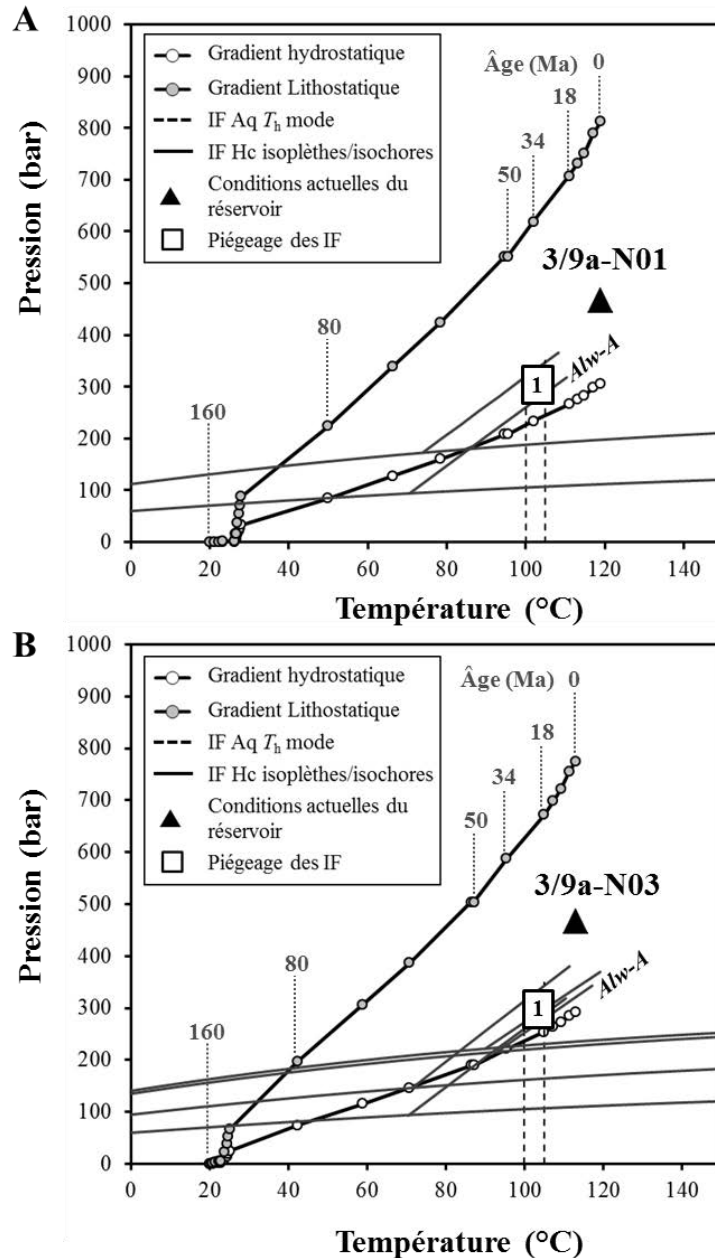 A
Pression (bar)
1000
900
800
700
600
500
400
300
200
100
0
Gradient hydrostatique
Gradient Lithostatique
IF Aq Th mode
IF Hc isoplèthes/isochores
Conditions actuelles du
réservoir
Piégeage des IF
Âge (Ma)
0
18
34
50
80
160
3/9a-N01
Alw-A
1
0 20 40 60 80 100 120 140
Température (°C)
B
Pression (bar)
1000
900
800
700
600
500
400
300
200
100
0
Gradient hydrostatique
Gradient Lithostatique
IF Aq Th mode
IF Hc isoplèthes/isochores
Conditions actuelles du
réservoir
Piégeage des IF
Âge (Ma)
0
18
34
50
80
160
3/9a-N03
Alw-A
1
0 20 40 60 80 100 120 140
Température (°C)